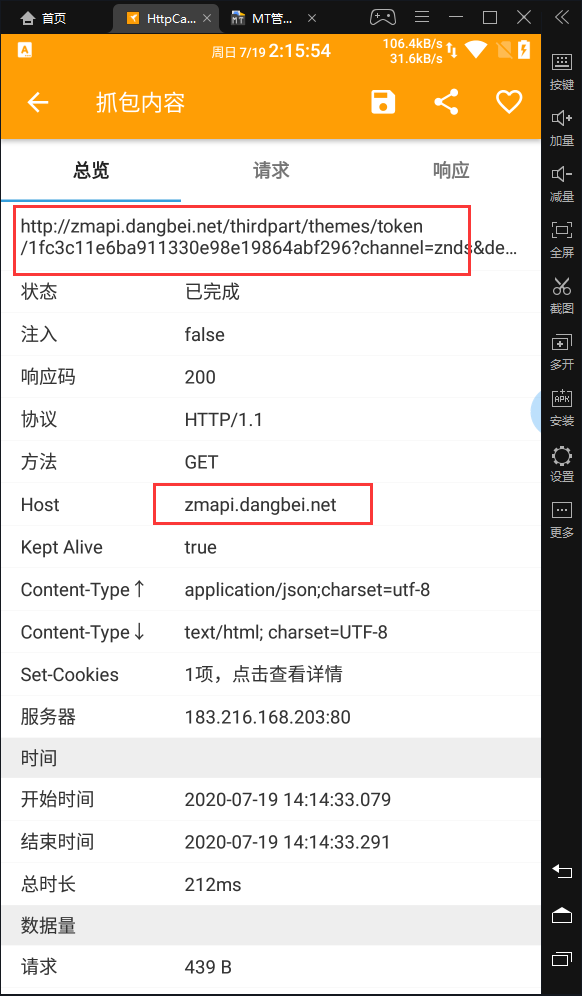 首页 HttpCa... MT管...
周日 7/19 2:15:54 106.4kB/s
31.6kB/s
抓包内容
总览 请求 响应
http://zmapi.dangbei.net/thirdpart/themes/token
/1fc3c11e6ba911330e98e19864abf296?channel=znds&de...
状态 已完成
注入 false
响应码 200
协议 HTTP/1.1
方法 GET
Host zmapi.dangbei.net
Kept Alive true
Content-Type↑ application/json;charset=utf-8
Content-Type↓ text/html; charset=UTF-8
Set-Cookies 1项，点击查看详情
服务器 183.216.168.203:80
时间
开始时间 2020-07-19 14:14:33.079
结束时间 2020-07-19 14:14:33.291
总时长 212ms
数据量
请求 439 B
按键
加量
减量
全屏
截图
多开
APK
安装
设置
更多